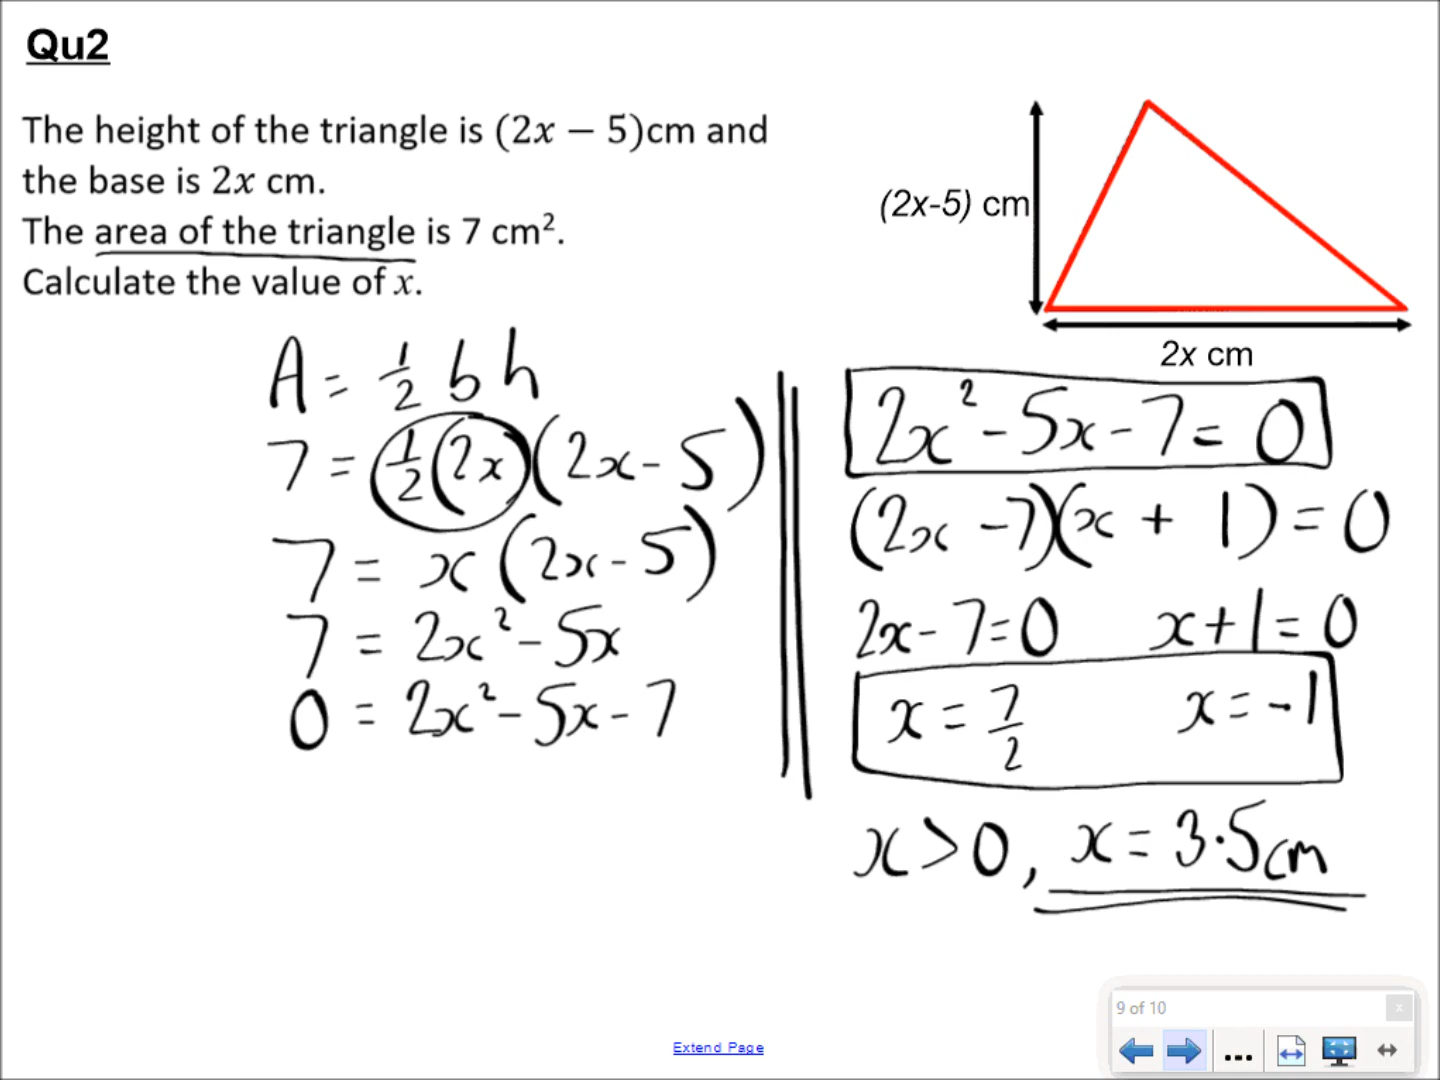 Qu2
The height of the triangle is (2x − 5)cm and
the base is 2x cm.
The area of the triangle is 7 cm².
Calculate the value of x.
(2x-5) cm
2x cm
A = 1/2 b h
7 = (1/2(2x))(2x - 5)
7 = x(2x - 5)
7 = 2x² - 5x
0 = 2x² - 5x - 7
2x² - 5x - 7 = 0
(2x - 7)(x + 1) = 0
2x - 7 = 0 x + 1 = 0
x = 7/2 x = -1
x > 0, x = 3·5cm
Extend Page
9 of 10
x
...